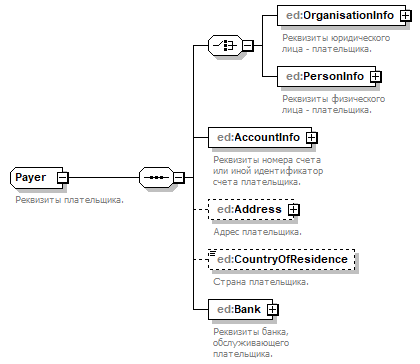 ed:OrganisationInfo
Реквизиты юридического
лица - плательщика.
ed:PersonInfo
Реквизиты физического
лица - плательщика.
ed:AccountInfo
Реквизиты номера счета
или иной идентификатор
счета плательщика.
Payer
Реквизиты плательщика.
ed:Address
Адрес плательщика.
ed:CountryOfResidence
Страна плательщика.
ed:Bank
Реквизиты банка,
обслуживающего
плательщика.